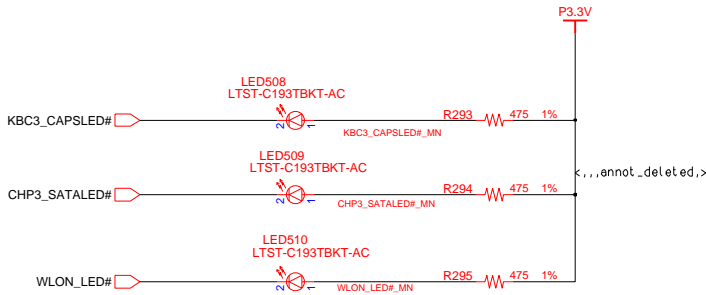 P3.3V
LED508
LTST-C193TBKT-AC
KBC3_CAPSLED#
2
1
R293
475
1%
KBC3_CAPSLED#_MN
LED509
LTST-C193TBKT-AC
<,,,annot_deleted,>
CHP3_SATALED#
2
1
R294
475
1%
CHP3_SATALED#_MN
LED510
LTST-C193TBKT-AC
WLON_LED#
2
1
R295
475
1%
WLON_LED#_MN